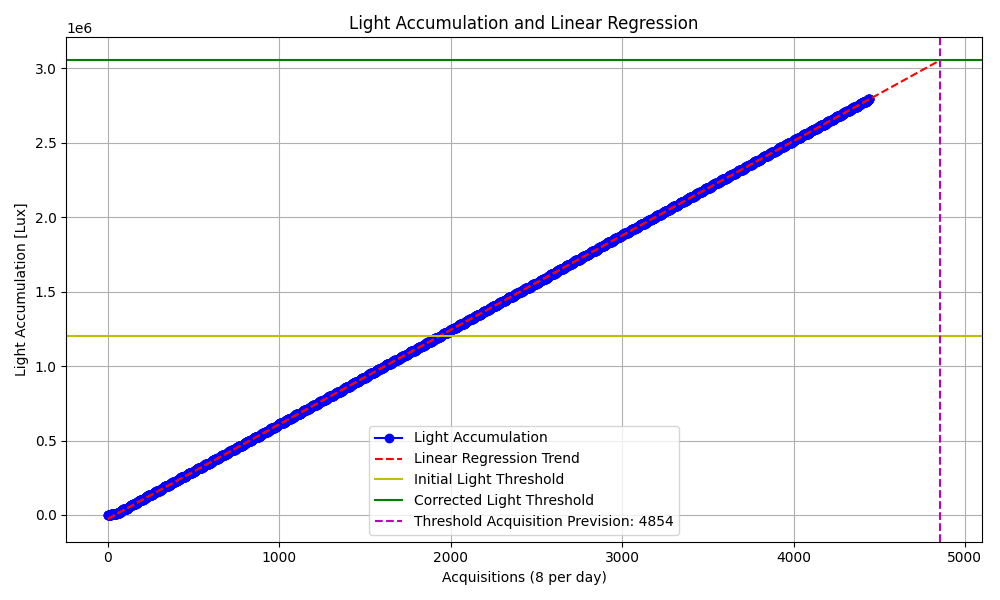 Light Accumulation and Linear Regression
1e6
3.0
2.5
2.0
1.5
1.0
0.5
0.0
Light Accumulation [Lux]
Light Accumulation
Linear Regression Trend
Initial Light Threshold
Corrected Light Threshold
Threshold Acquisition Prevision: 4854
0 1000 2000 3000 4000 5000
Acquisitions (8 per day)